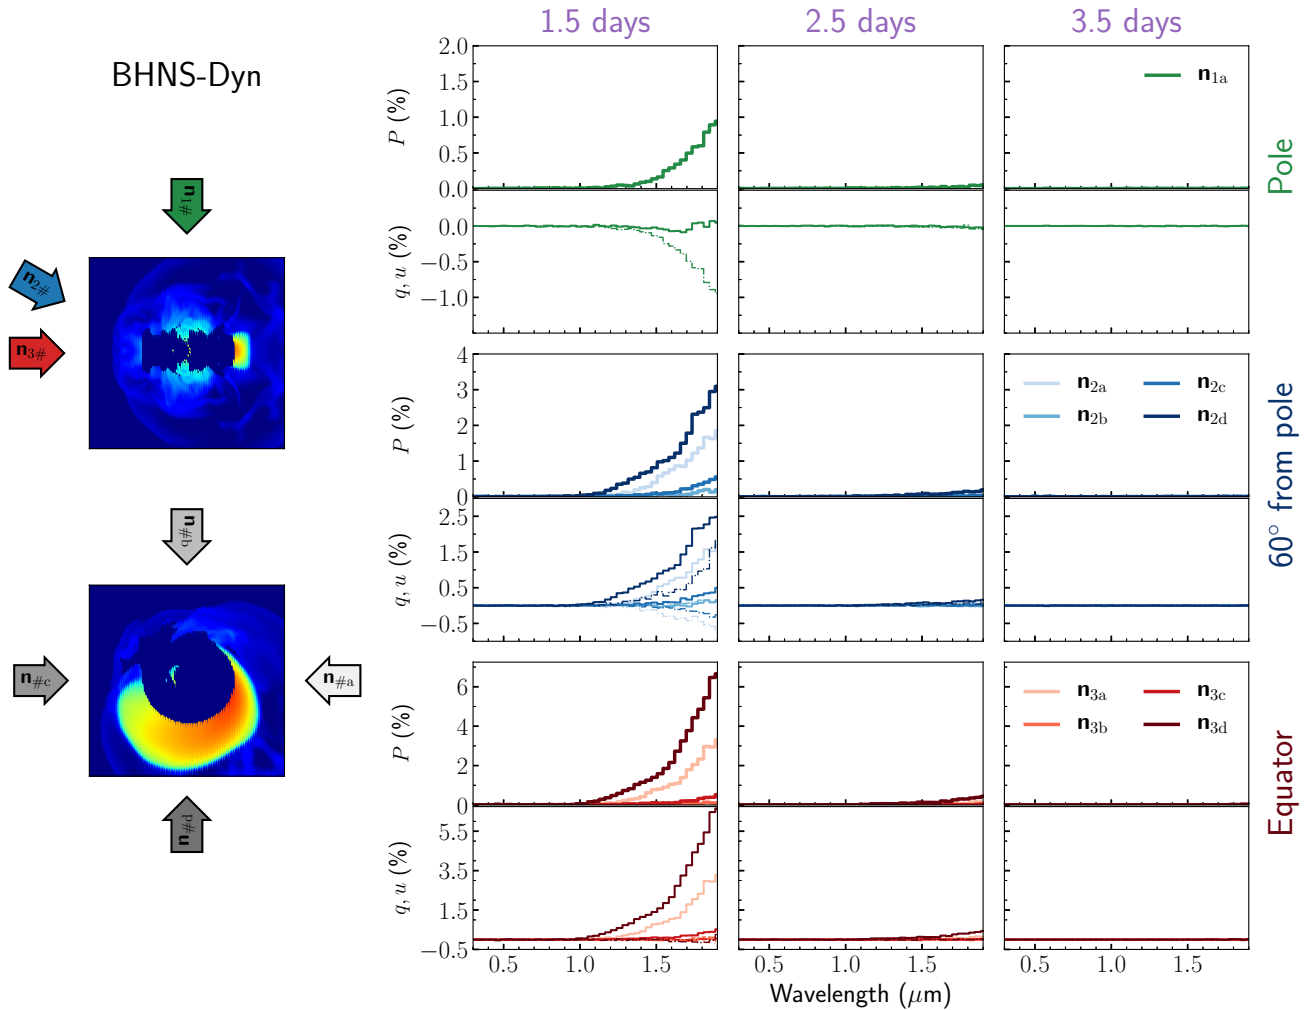 1.5 days 2.5 days 3.5 days
BHNS-Dyn
n1#
n2#
n3#
n#b
n#c
n#a
n#d
2.0
1.5
1.0
0.5
0.0
P (%)
n1a
Pole
0.0
−0.5
−1.0
q, u (%)
4
3
2
1
0
P (%)
n2a n2c
n2b n2d
60° from pole
2.5
1.5
0.5
−0.5
q, u (%)
6
4
2
0
P (%)
n3a n3c
n3b n3d
Equator
5.5
3.5
1.5
−0.5
q, u (%)
0.5 1.0 1.5 0.5 1.0 1.5 0.5 1.0 1.5
Wavelength (μm)